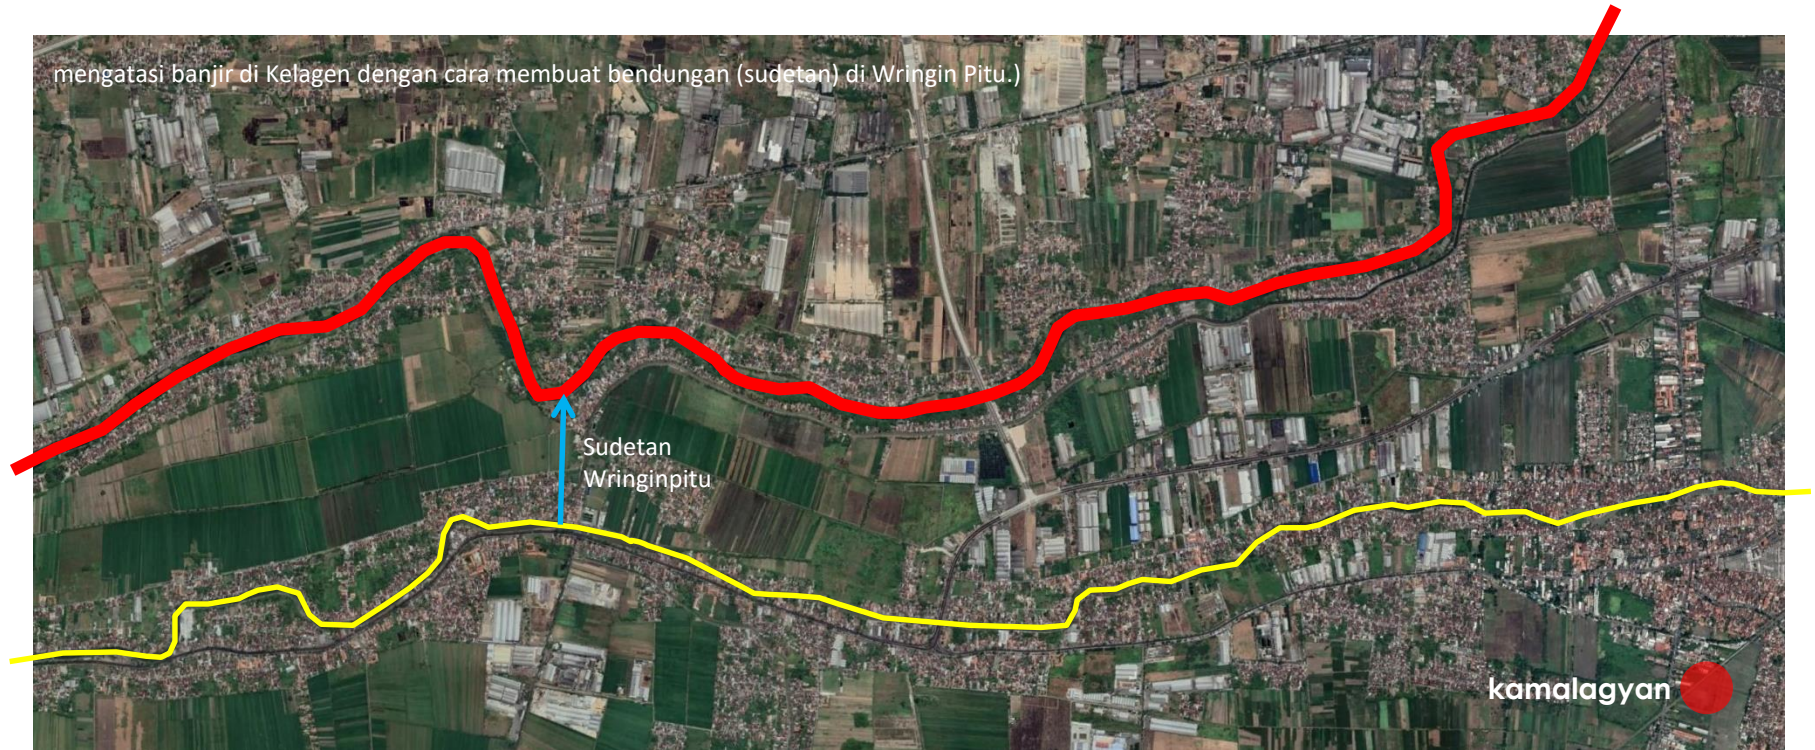 mengatasi banjir di Kelagen dengan cara membuat bendungan (sudetan) di Wringin Pitu.)
Sudetan
Wringinpitu
kamalagyan